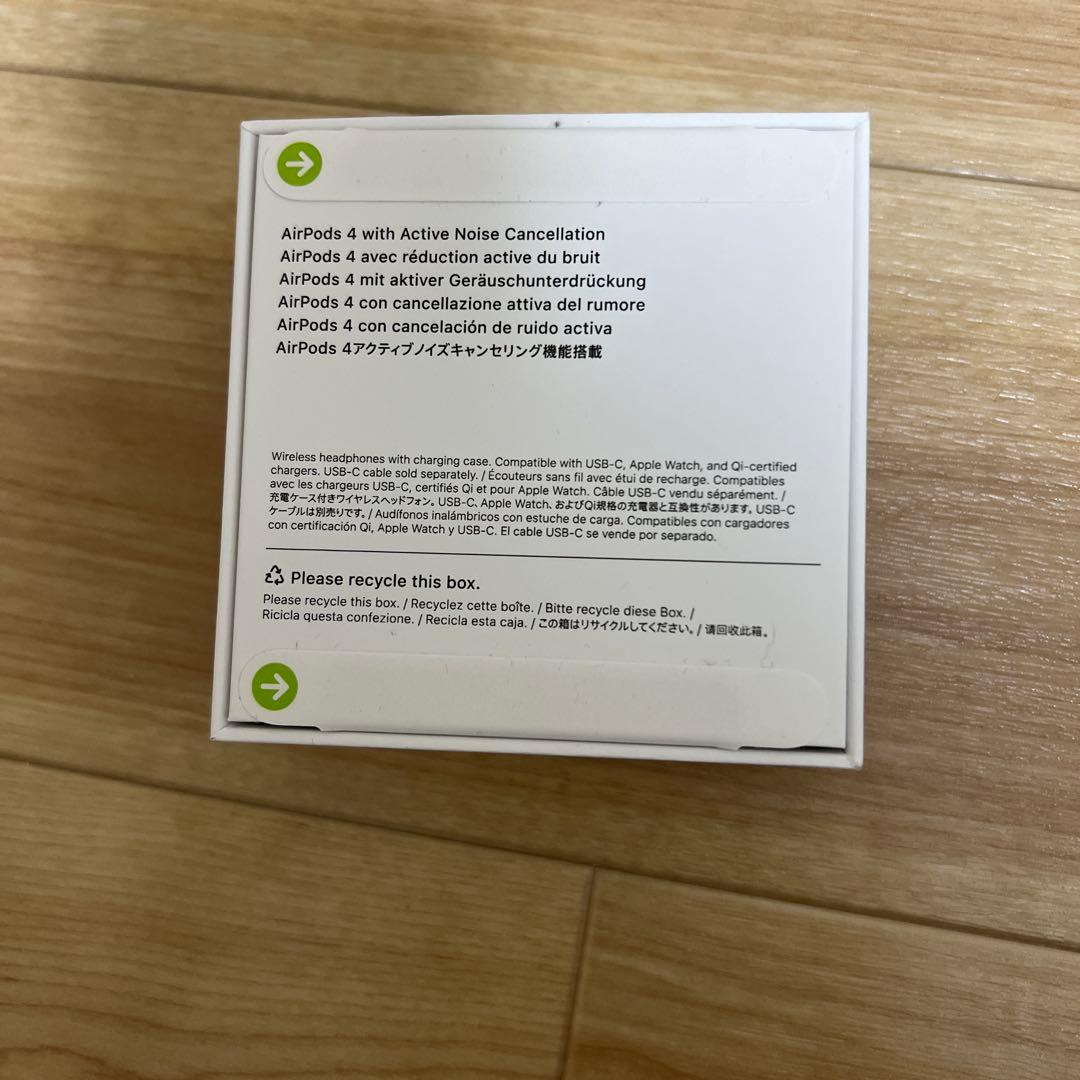 AirPods 4 with Active Noise Cancellation
AirPods 4 avec réduction active du bruit
AirPods 4 mit aktiver Geräuschunterdrückung
AirPods 4 con cancellazione attiva del rumore
AirPods 4 con cancelación de ruido activa
AirPods 4アクティブノイズキャンセリング機能搭載
Wireless headphones with charging case. Compatible with USB-C, Apple Watch, and Qi-certified
chargers. USB-C cable sold separately. / Écouteurs sans fil avec étui de recharge. Compatibles
avec les chargeurs USB-C, certifiés Qi et pour Apple Watch. Câble USB-C vendu séparément. /
充電ケース付きワイヤレスヘッドフォン。USB-C、Apple Watch、およびQi規格の充電器と互換性があります。USB-C
ケーブルは別売りです。/ Audífonos inalámbricos con estuche de carga. Compatibles con cargadores
con certificación Qi, Apple Watch y USB-C. El cable USB-C se vende por separado.
Please recycle this box.
Please recycle this box. / Recyclez cette boîte. / Bitte recycle diese Box. /
Ricicla questa confezione. / Recicla esta caja. / この箱はリサイクルしてください。/ 请回收此箱。